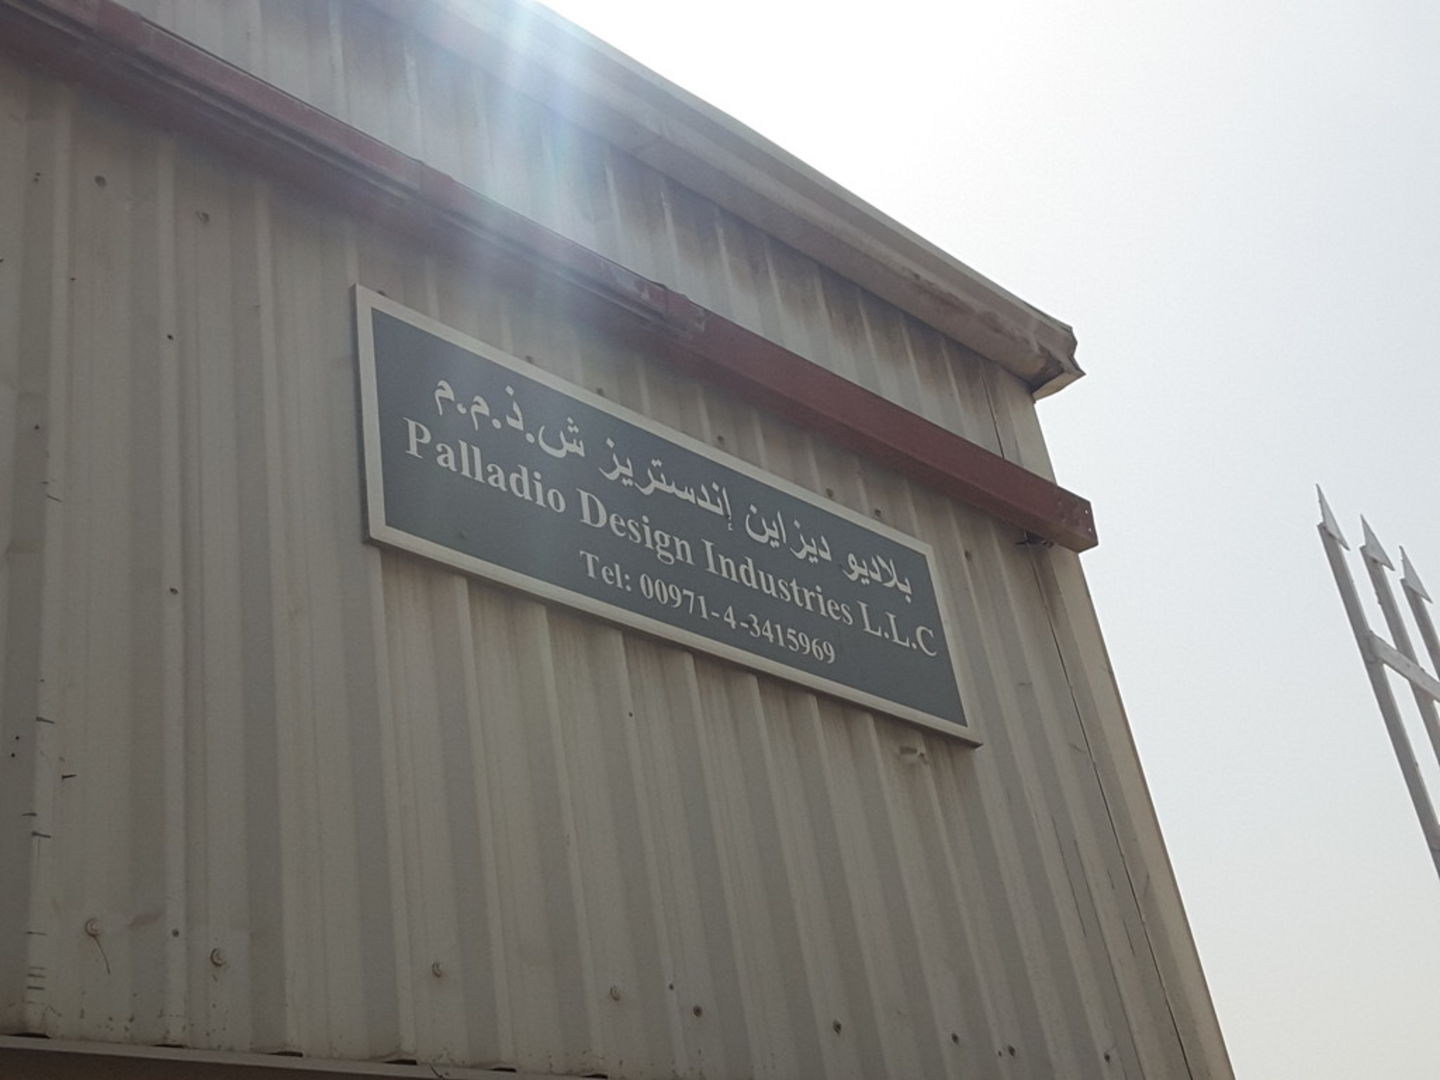 بلاديو ديزاين إندستريز ش.ذ.م.م
Palladio Design Industries L.L.C
Tel: 00971-4-3415969